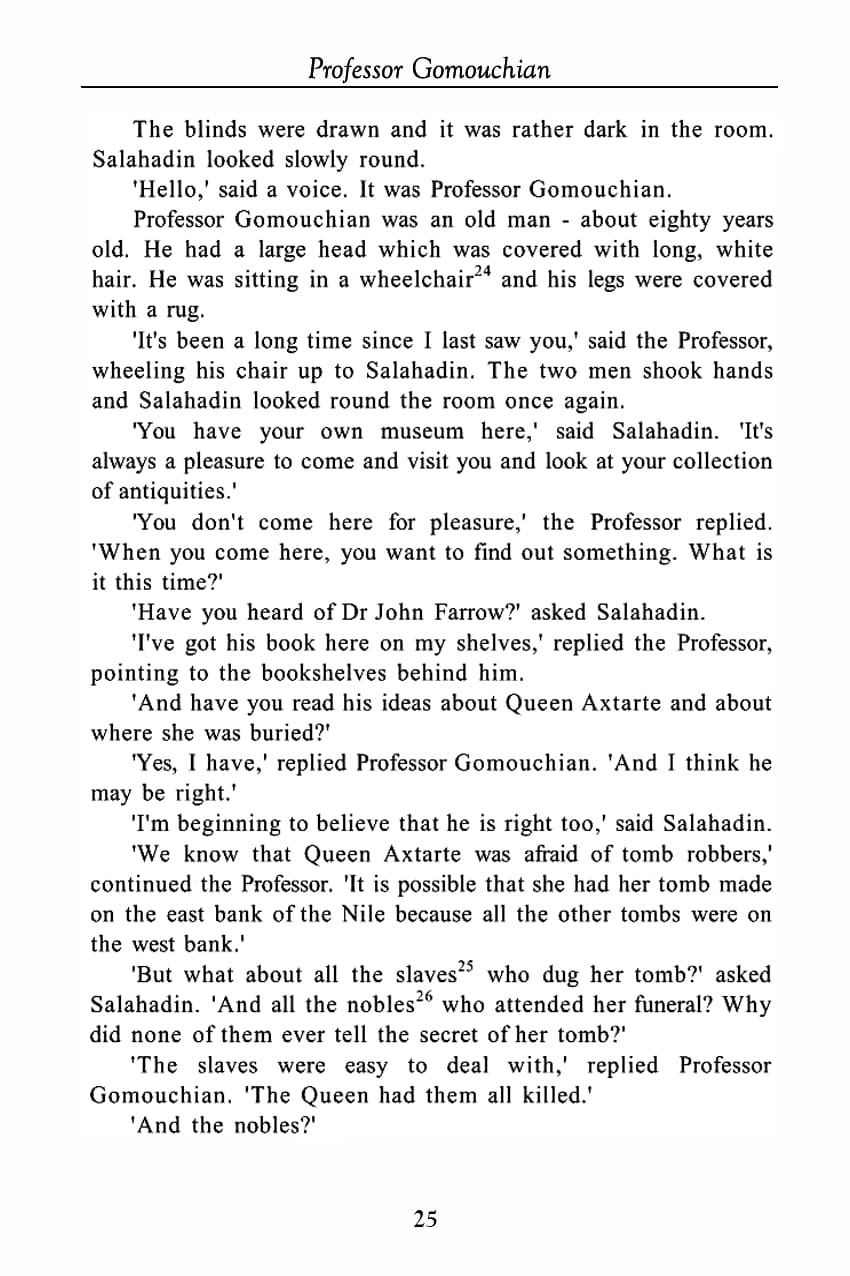 Professor Gomouchian
The blinds were drawn and it was rather dark in the room.
Salahadin looked slowly round.
'Hello,' said a voice. It was Professor Gomouchian.
Professor Gomouchian was an old man - about eighty years
old. He had a large head which was covered with long, white
hair. He was sitting in a wheelchair24 and his legs were covered
with a rug.
'It's been a long time since I last saw you,' said the Professor,
wheeling his chair up to Salahadin. The two men shook hands
and Salahadin looked round the room once again.
'You have your own museum here,' said Salahadin. 'It's
always a pleasure to come and visit you and look at your collection
of antiquities.'
'You don't come here for pleasure,' the Professor replied.
'When you come here, you want to find out something. What is
it this time?'
'Have you heard of Dr John Farrow?' asked Salahadin.
'I've got his book here on my shelves,' replied the Professor,
pointing to the bookshelves behind him.
'And have you read his ideas about Queen Axtarte and about
where she was buried?'
'Yes, I have,' replied Professor Gomouchian. 'And I think he
may be right.'
'I'm beginning to believe that he is right too,' said Salahadin.
'We know that Queen Axtarte was afraid of tomb robbers,'
continued the Professor. 'It is possible that she had her tomb made
on the east bank of the Nile because all the other tombs were on
the west bank.'
'But what about all the slaves25 who dug her tomb?' asked
Salahadin. 'And all the nobles26 who attended her funeral? Why
did none of them ever tell the secret of her tomb?'
'The slaves were easy to deal with,' replied Professor
Gomouchian. 'The Queen had them all killed.'
'And the nobles?'
25